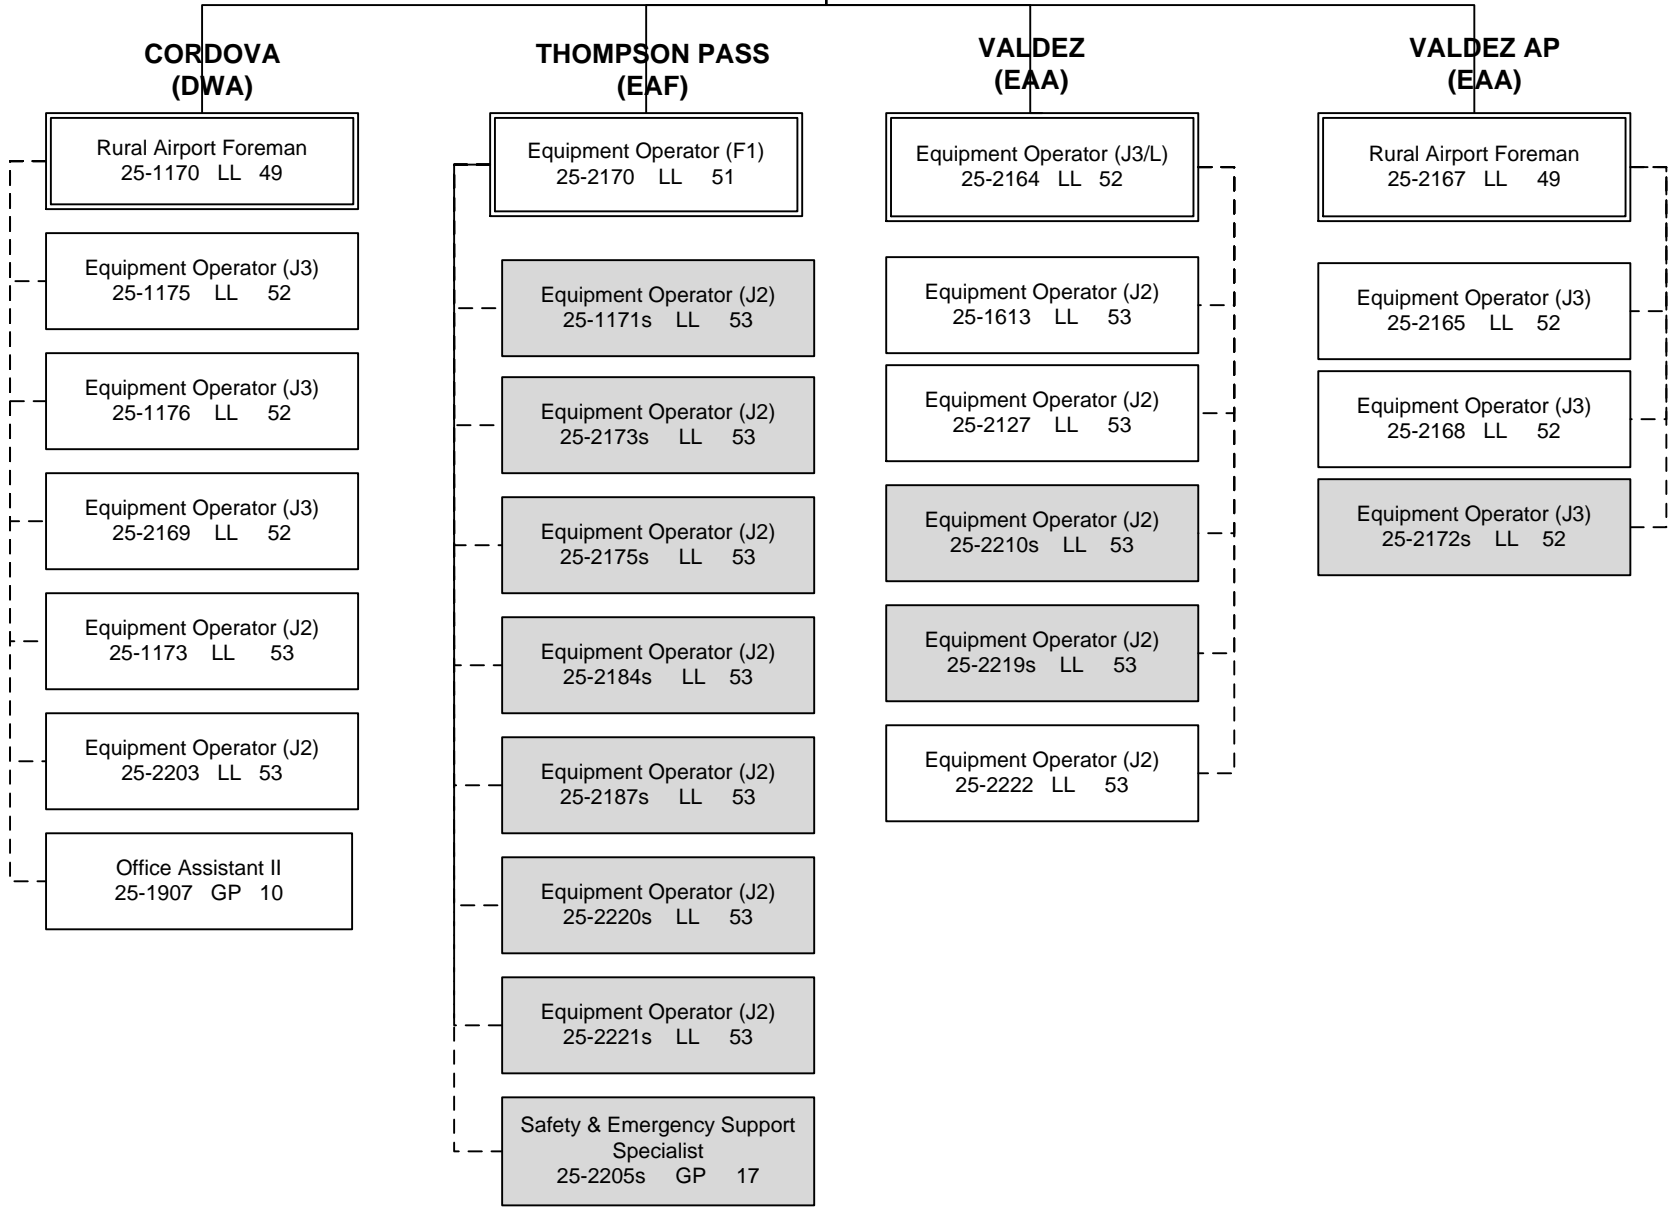 CORDOVA
(DWA)
Rural Airport Foreman
25-1170 LL 49
Equipment Operator (J3)
25-1175 LL 52
Equipment Operator (J3)
25-1176 LL 52
Equipment Operator (J3)
25-2169 LL 52
Equipment Operator (J2)
25-1173 LL 53
Equipment Operator (J2)
25-2203 LL 53
Office Assistant II
25-1907 GP 10
THOMPSON PASS
(EAF)
Equipment Operator (F1)
25-2170 LL 51
Equipment Operator (J2)
25-1171s LL 53
Equipment Operator (J2)
25-2173s LL 53
Equipment Operator (J2)
25-2175s LL 53
Equipment Operator (J2)
25-2184s LL 53
Equipment Operator (J2)
25-2187s LL 53
Equipment Operator (J2)
25-2220s LL 53
Equipment Operator (J2)
25-2221s LL 53
Safety & Emergency Support
Specialist
25-2205s GP 17
VALDEZ
(EAA)
Equipment Operator (J3/L)
25-2164 LL 52
Equipment Operator (J2)
25-1613 LL 53
Equipment Operator (J2)
25-2127 LL 53
Equipment Operator (J2)
25-2210s LL 53
Equipment Operator (J2)
25-2219s LL 53
Equipment Operator (J2)
25-2222 LL 53
VALDEZ AP
(EAA)
Rural Airport Foreman
25-2167 LL 49
Equipment Operator (J3)
25-2165 LL 52
Equipment Operator (J3)
25-2168 LL 52
Equipment Operator (J3)
25-2172s LL 52